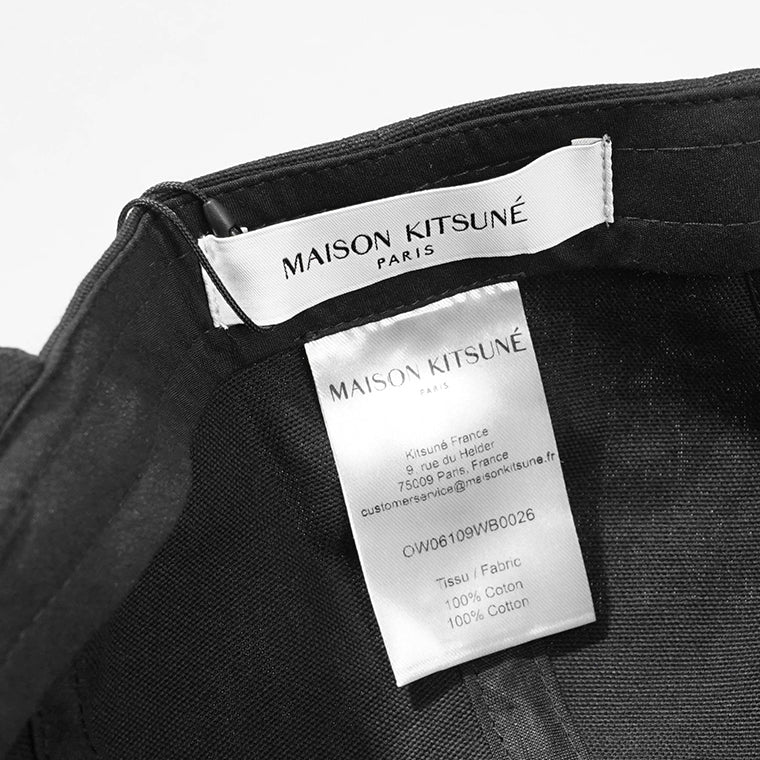 MAISON KITSUNÉ
PARIS
MAISON KITSUNÉ
PARIS
Kitsuné France
9, rue du Helder
75009 Paris, France
customerservice@maisonkitsune.fr
OW06109WB0026
Tissu / Fabric
100% Coton
100% Cotton